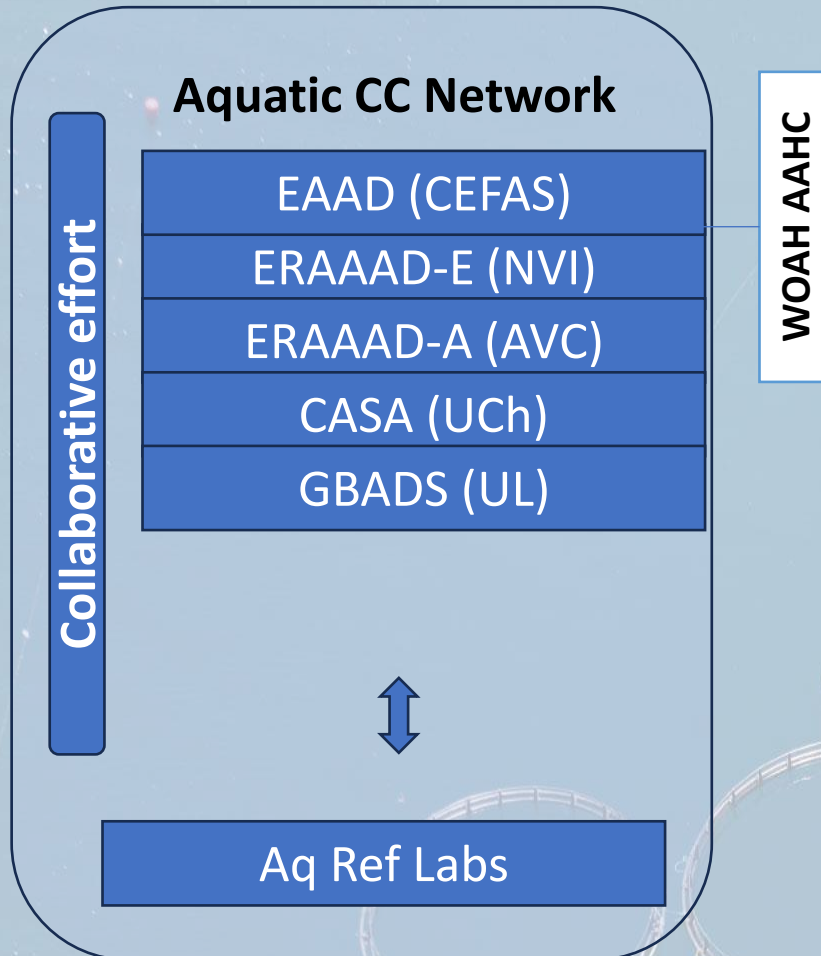 Aquatic CC Network
Collaborative effort
EAAD (CEFAS)
ERAAAD-E (NVI)
ERAAAD-A (AVC)
CASA (UCh)
GBADS (UL)
Aq Ref Labs
WOAH AAHC